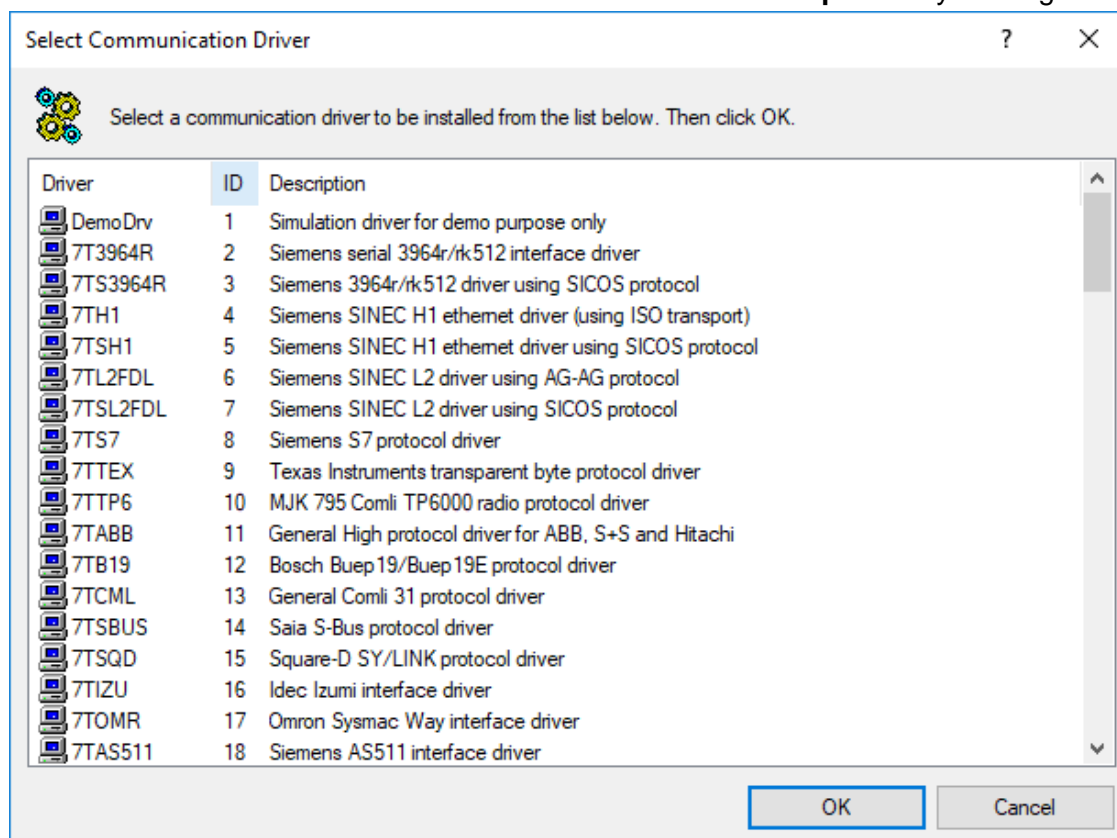 Select Communication Driver ?
Select a communication driver to be installed from the list below. Then click OK.
Driver ID Description
DemoDrv 1 Simulation driver for demo purpose only
7T3964R 2 Siemens serial 3964r/rk512 interface driver
7TS3964R 3 Siemens 3964r/rk512 driver using SICOS protocol
7TH1 4 Siemens SINEC H1 ethernet driver (using ISO transport)
7TSH1 5 Siemens SINEC H1 ethernet driver using SICOS protocol
7TL2FDL 6 Siemens SINEC L2 driver using AG-AG protocol
7TSL2FDL 7 Siemens SINEC L2 driver using SICOS protocol
7TS7 8 Siemens S7 protocol driver
7TTEX 9 Texas Instruments transparent byte protocol driver
7TTP6 10 MJK 795 Comli TP6000 radio protocol driver
7TABB 11 General High protocol driver for ABB, S+S and Hitachi
7TB19 12 Bosch Buep19/Buep19E protocol driver
7TCML 13 General Comli 31 protocol driver
7TSBUS 14 Saia S-Bus protocol driver
7TSQD 15 Square-D SY/LINK protocol driver
7TIZU 16 Idec Izumi interface driver
7TOMR 17 Omron Sysmac Way interface driver
7TAS511 18 Siemens AS511 interface driver
OK Cancel